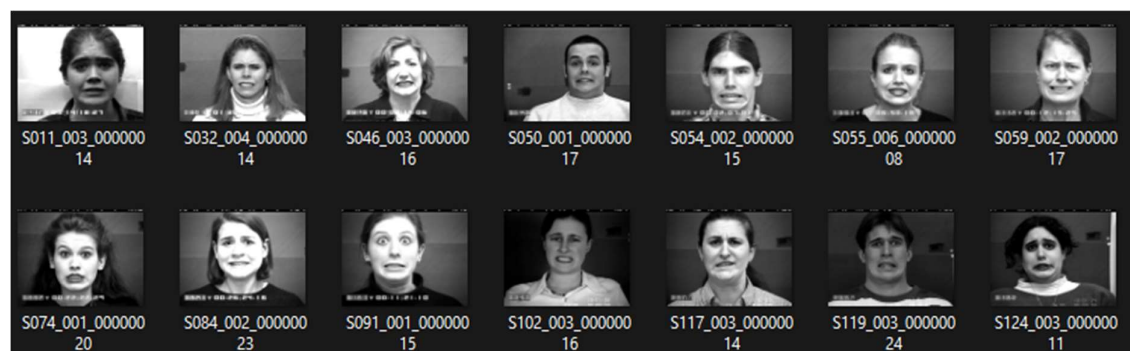 S011_003_000000
14
S032_004_000000
14
S046_003_000000
16
S050_001_000000
17
S054_002_000000
15
S055_006_000000
08
S059_002_000000
17
S074_001_000000
20
S084_002_000000
23
S091_001_000000
15
S102_003_000000
16
S117_003_000000
14
S119_003_000000
24
S124_003_000000
11